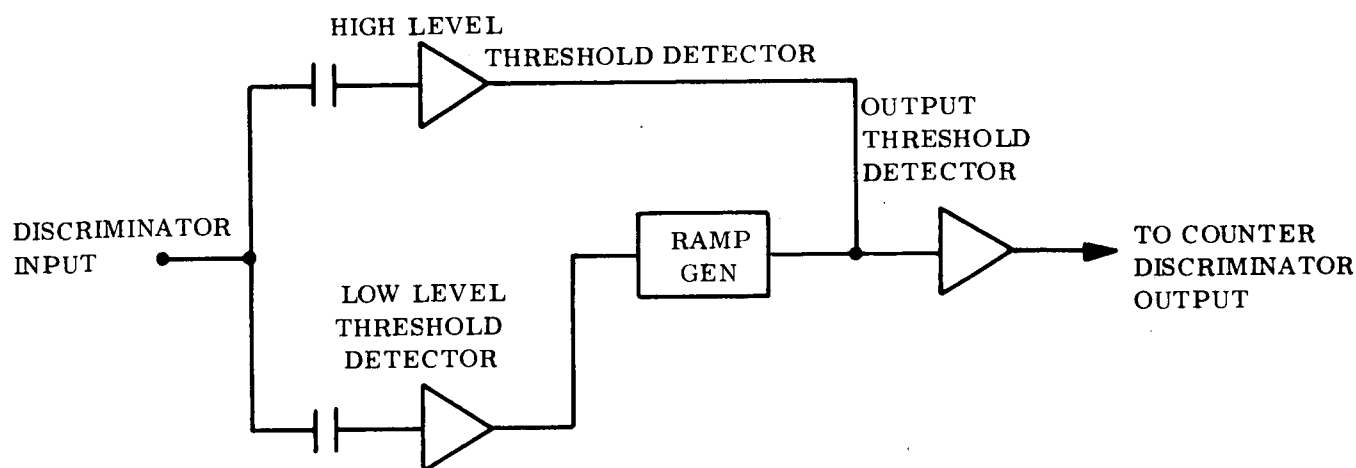 HIGH LEVEL
THRESHOLD DETECTOR
OUTPUT
THRESHOLD
DETECTOR
DISCRIMINATOR
INPUT
RAMP
GEN
TO COUNTER
DISCRIMINATOR
OUTPUT
LOW LEVEL
THRESHOLD
DETECTOR